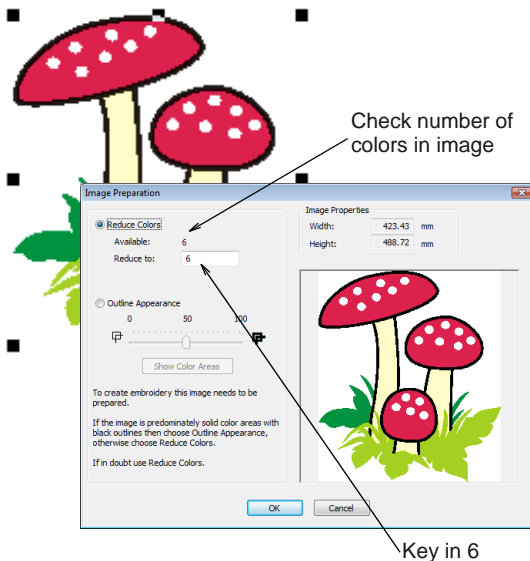 Check number of
colors in image
Image Preparation
Reduce Colors
Available: 6
Reduce to: 6
Outline Appearance
0 50 100
Show Color Areas
To create embroidery this image needs to be
prepared.
If the image is predominately solid color areas with
black outlines then choose Outline Appearance,
otherwise choose Reduce Colors.
If in doubt use Reduce Colors.
Image Properties
Width: 423.43 mm
Height: 488.72 mm
OK Cancel
Key in 6